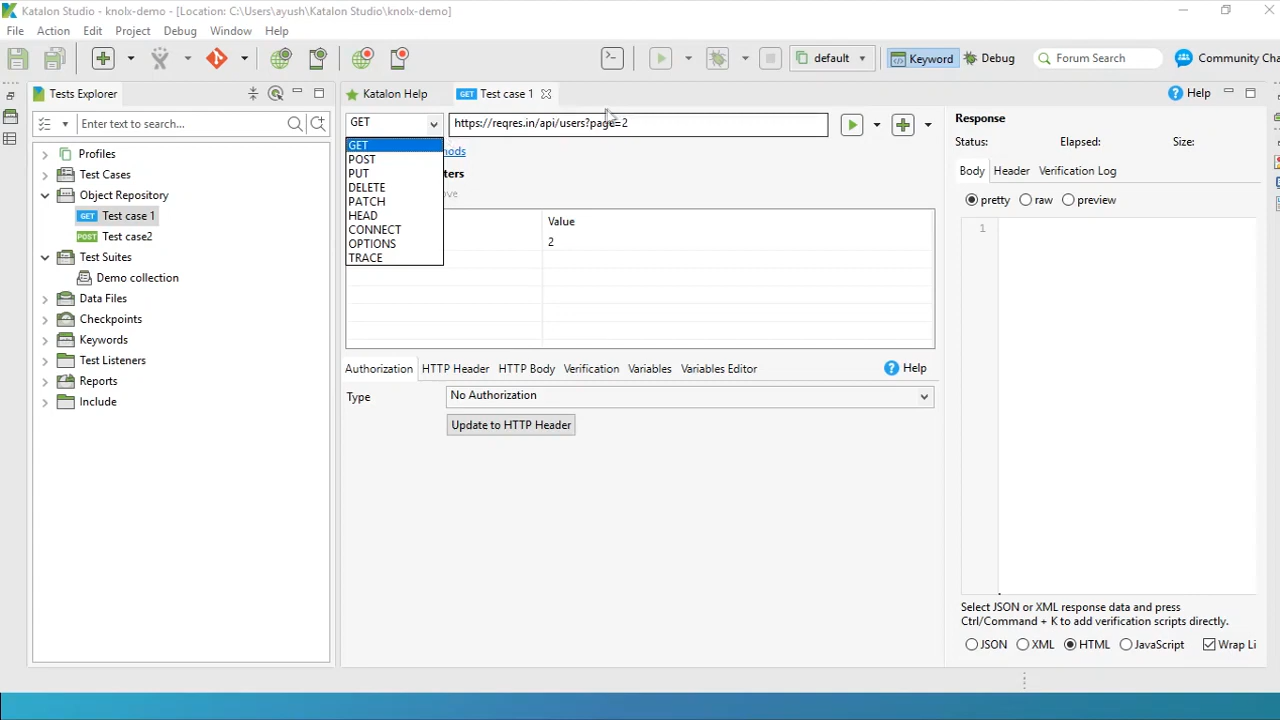 Katalon Studio - knolx-demo - [Location: C:\Users\ayush\Katalon Studio\knolx-demo]
File Action Edit Project Debug Window Help
default
Keyword
Debug
Forum Search
Community Cha
Tests Explorer
Katalon Help
GET Test case 1
Help
Enter text to search...
GET
https://reqres.in/api/users?page=2
Response
Status: Elapsed: Size:
GET
POST
PUT
DELETE
PATCH
HEAD
CONNECT
OPTIONS
TRACE
Value
2
Body Header Verification Log
pretty raw preview
1
Profiles
Test Cases
Object Repository
GET Test case 1
POST Test case2
Test Suites
Demo collection
Data Files
Checkpoints
Keywords
Test Listeners
Reports
Include
Authorization HTTP Header HTTP Body Verification Variables Variables Editor
Help
Type
No Authorization
Update to HTTP Header
Select JSON or XML response data and press
Ctrl/Command + K to add verification scripts directly.
JSON XML HTML JavaScript Wrap Li